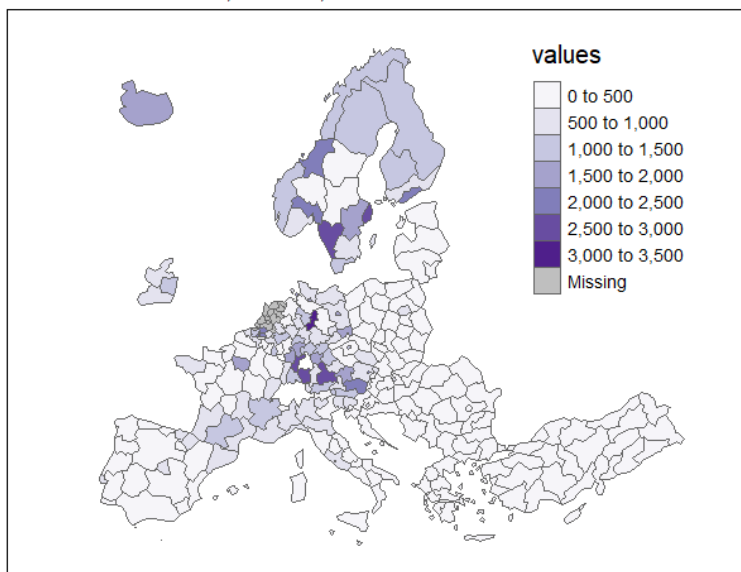 values
0 to 500
500 to 1,000
1,000 to 1,500
1,500 to 2,000
2,000 to 2,500
2,500 to 3,000
3,000 to 3,500
Missing